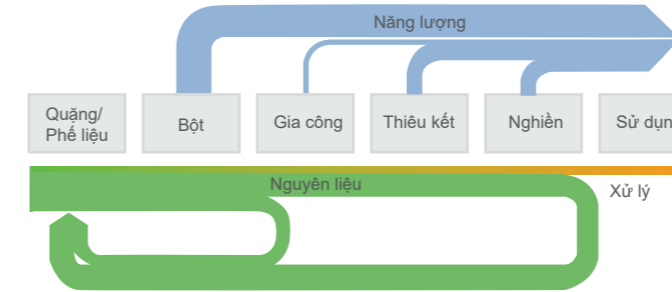 Năng lượng
Quặng/
Phế liệu
Bột
Gia công
Thiêu kết
Nghiền
Sử dụn
Nguyên liệu
Xử lý